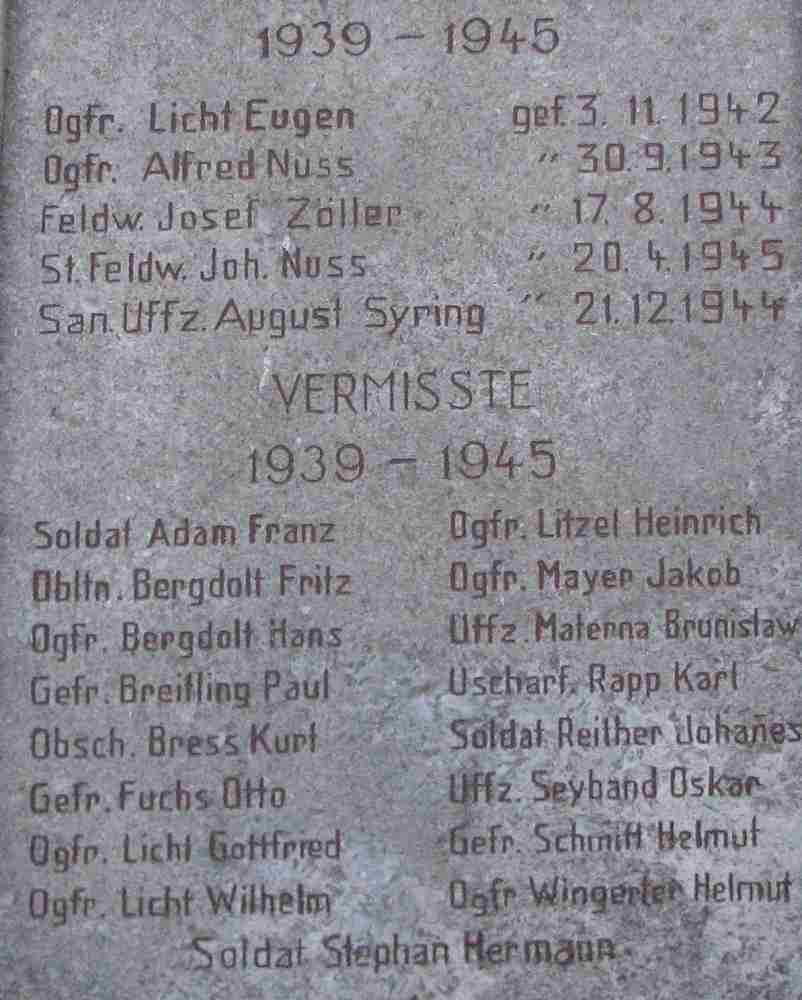 1939 – 1945
Ogfr. Licht Eugen gef. 3. 11. 1942
Ogfr. Alfred Nuss " 30. 9. 1943
Feldw. Josef Zöller " 17. 8. 1944
St. Feldw. Joh. Nuss " 20. 4. 1945
San. Uffz. August Syring " 21. 12. 1944
VERMISSTE
1939 – 1945
Soldat Adam Franz
Obltn. Bergdolt Fritz
Ogfr. Bergdolt Hans
Gefr. Breitling Paul
Obsch. Bress Kurt
Gefr. Fuchs Otto
Ogfr. Licht Gottfried
Ogfr. Licht Wilhelm
Ogfr. Litzel Heinrich
Ogfr. Mayer Jakob
Uffz. Materna Brunislaw
Uscharf. Rapp Karl
Soldat Reither Johan̄es
Uffz. Seyband Oskar
Gefr. Schmitt Helmut
Ogfr Wingerter Helmut
Soldat Stephan Hermann